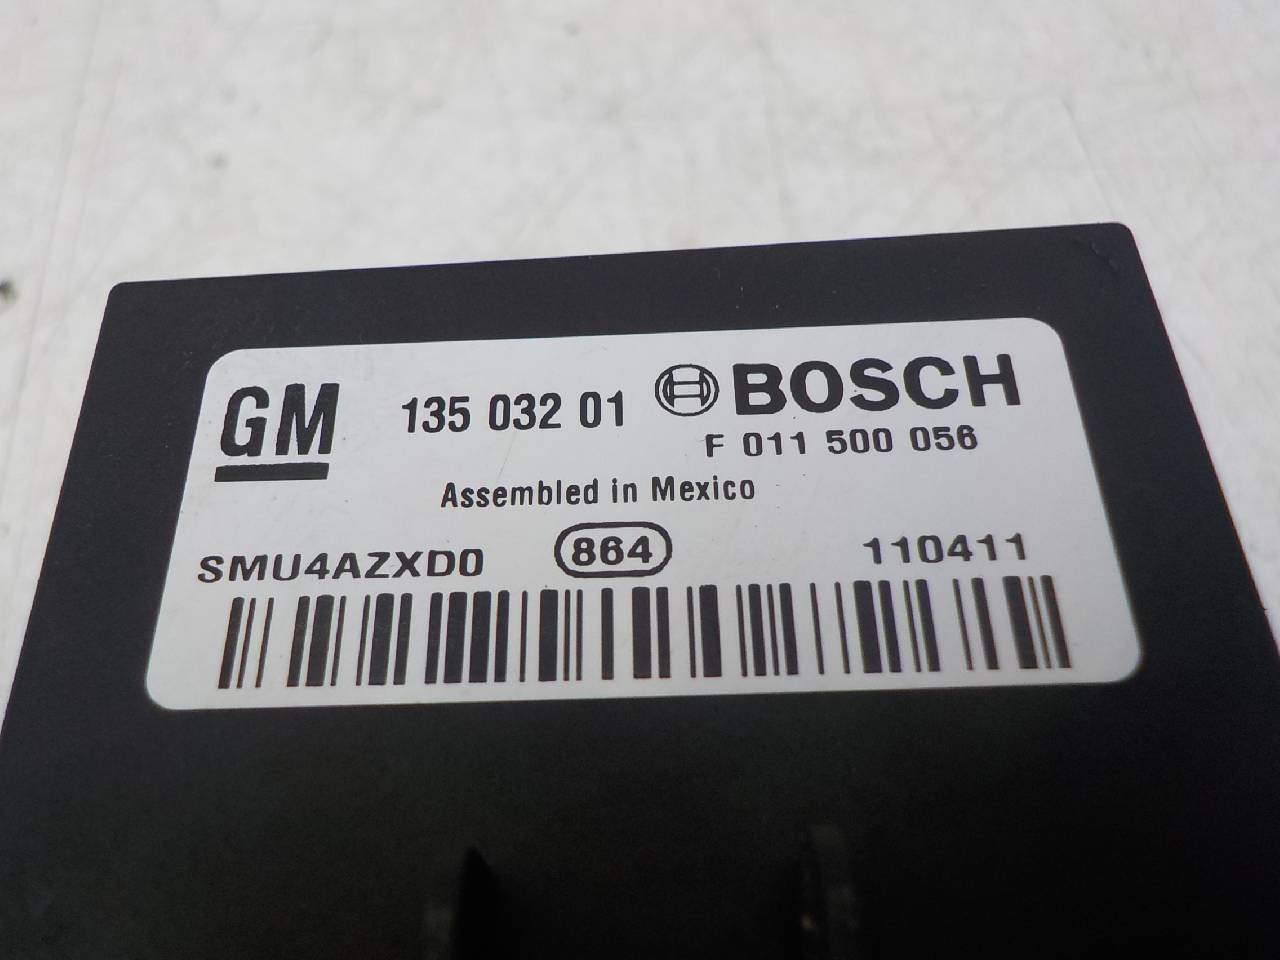 GM 135 032 01 BOSCH
F 011 500 056
Assembled in Mexico
SMU4AZXD0 864 110411